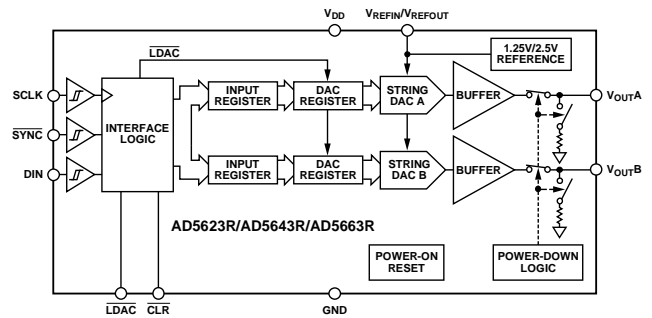 VDD VREFIN/VREFOUT
LDAC
1.25V/2.5V
REFERENCE
SCLK
SYNC
DIN
INTERFACE
LOGIC
INPUT
REGISTER
DAC
REGISTER
STRING
DAC A
BUFFER
VOUTA
INPUT
REGISTER
DAC
REGISTER
STRING
DAC B
BUFFER
VOUTB
AD5623R/AD5643R/AD5663R
POWER-ON
RESET
POWER-DOWN
LOGIC
LDAC CLR GND